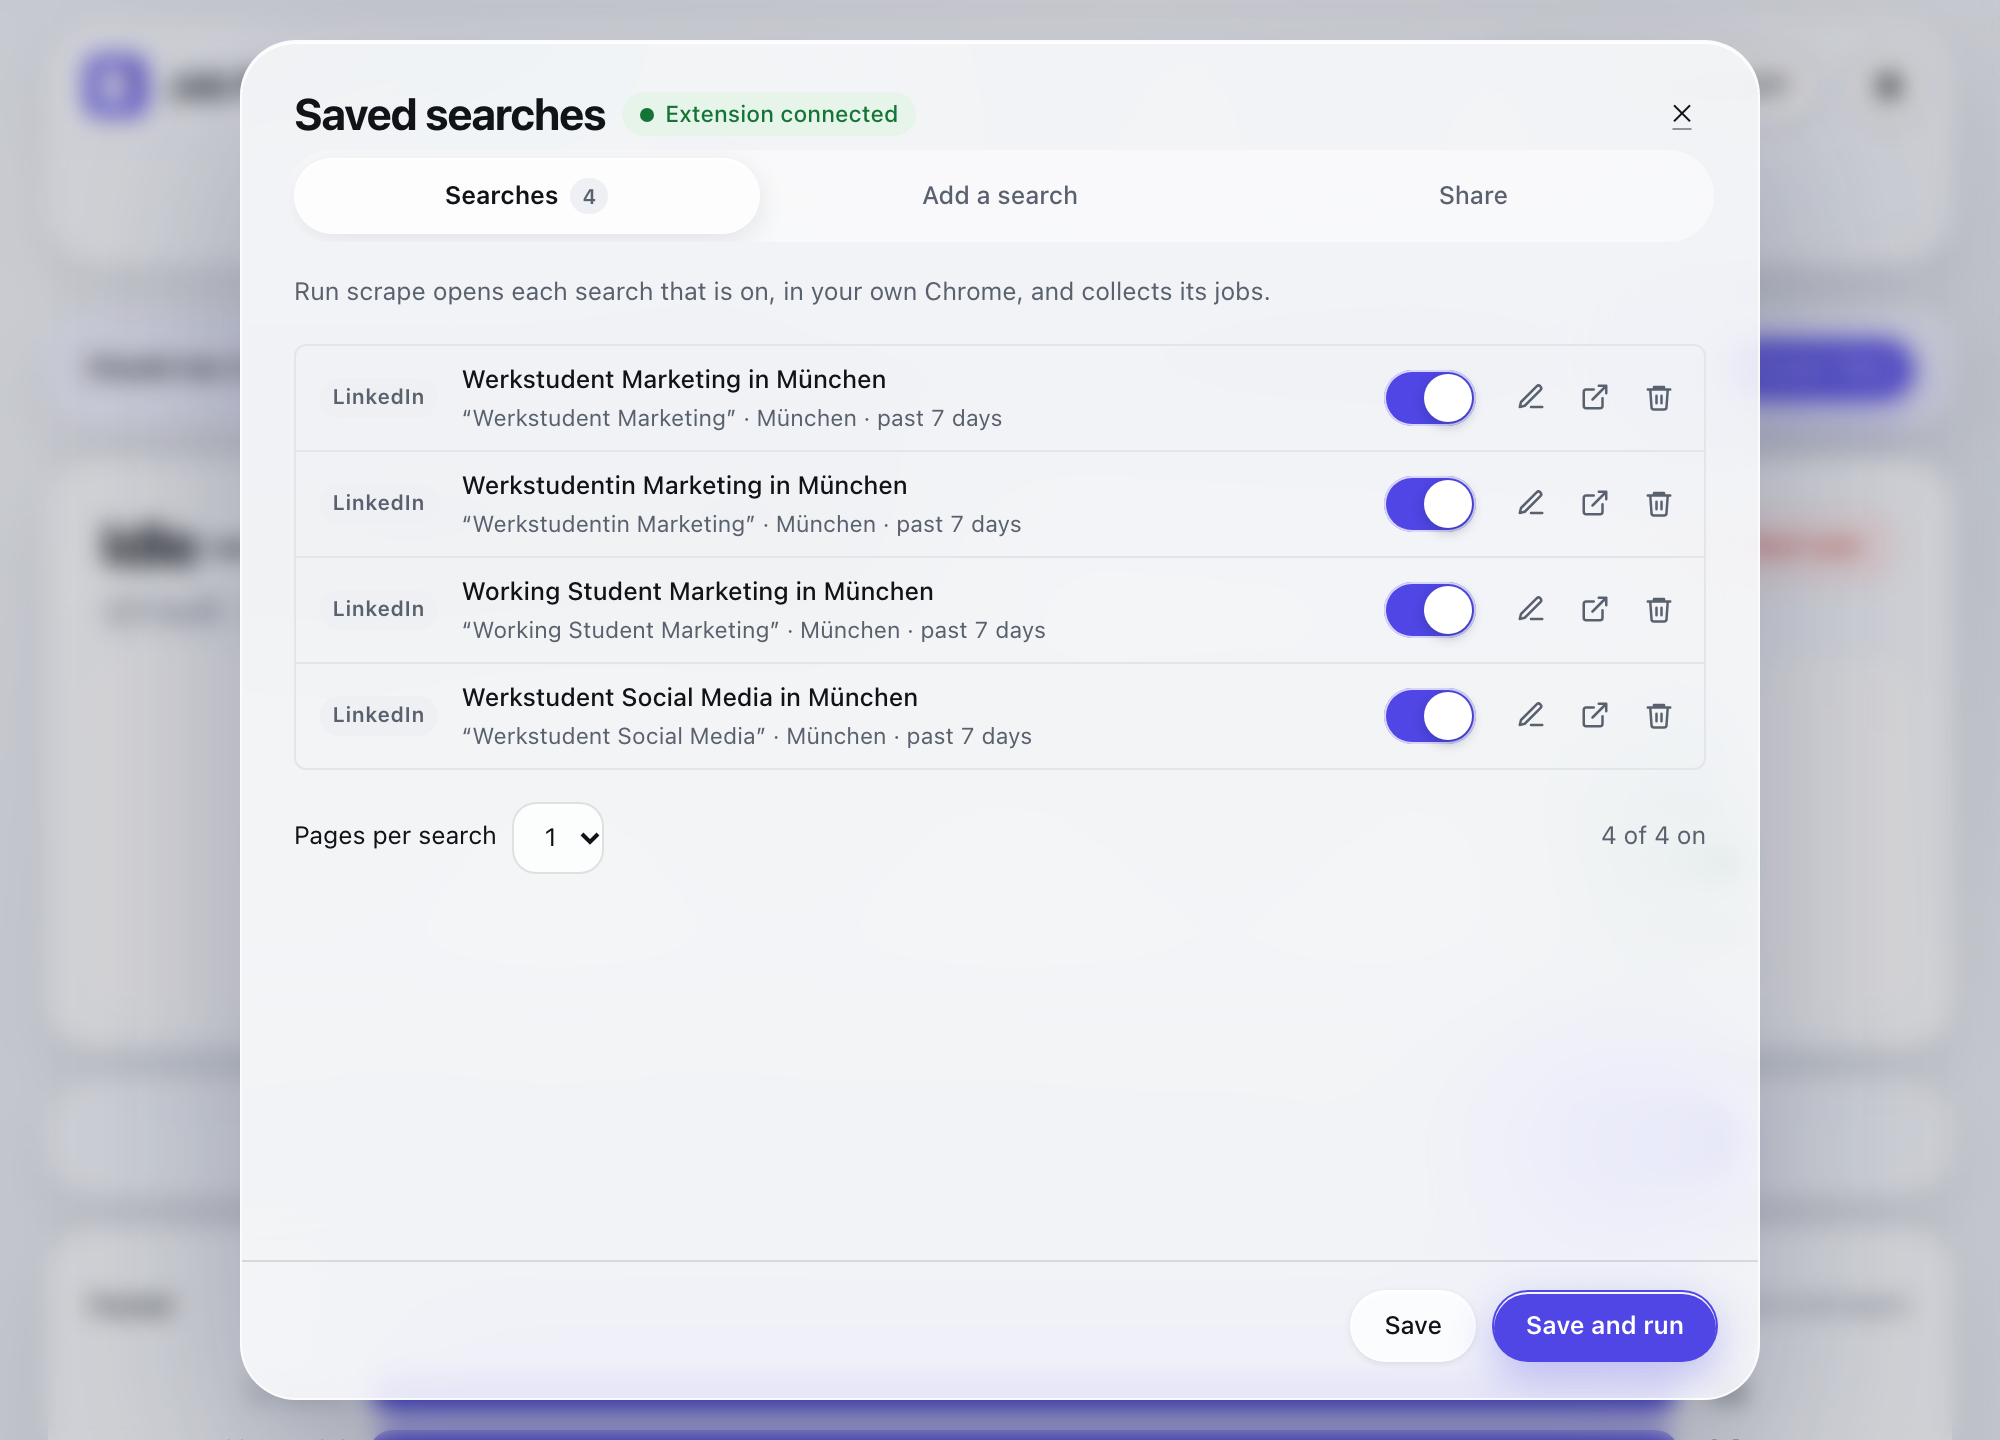 Saved searches
Extension connected
Searches 4
Add a search
Share
Run scrape opens each search that is on, in your own Chrome, and collects its jobs.
LinkedIn
Werkstudent Marketing in München
“Werkstudent Marketing” · München · past 7 days
LinkedIn
Werkstudentin Marketing in München
“Werkstudentin Marketing” · München · past 7 days
LinkedIn
Working Student Marketing in München
“Working Student Marketing” · München · past 7 days
LinkedIn
Werkstudent Social Media in München
“Werkstudent Social Media” · München · past 7 days
Pages per search 1
4 of 4 on
Save
Save and run